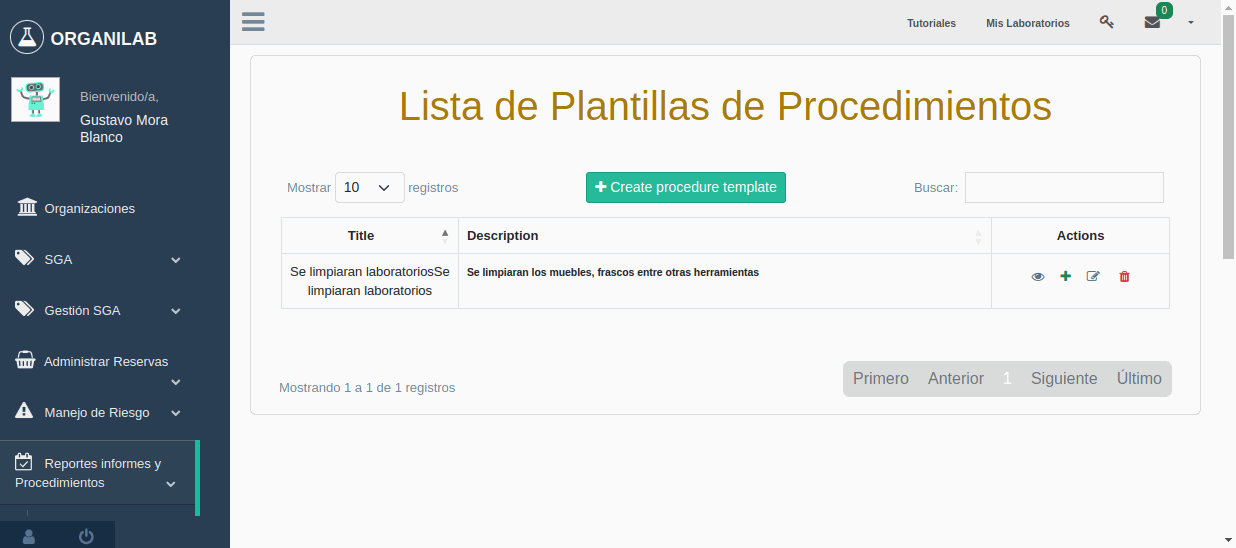 ORGANILAB
Bienvenido/a,
Gustavo Mora
Blanco
Organizaciones
SGA
Gestión SGA
Administrar Reservas
Manejo de Riesgo
Reportes informes y
Procedimientos
Tutoriales Mis Laboratorios 0
Lista de Plantillas de Procedimientos
Mostrar 10 registros Create procedure template Buscar:
Title Description Actions
Se limpiaran laboratoriosSe Se limpiaran los muebles, frascos entre otras herramientas
limpiaran laboratorios
Mostrando 1 a 1 de 1 registros Primero Anterior 1 Siguiente Último